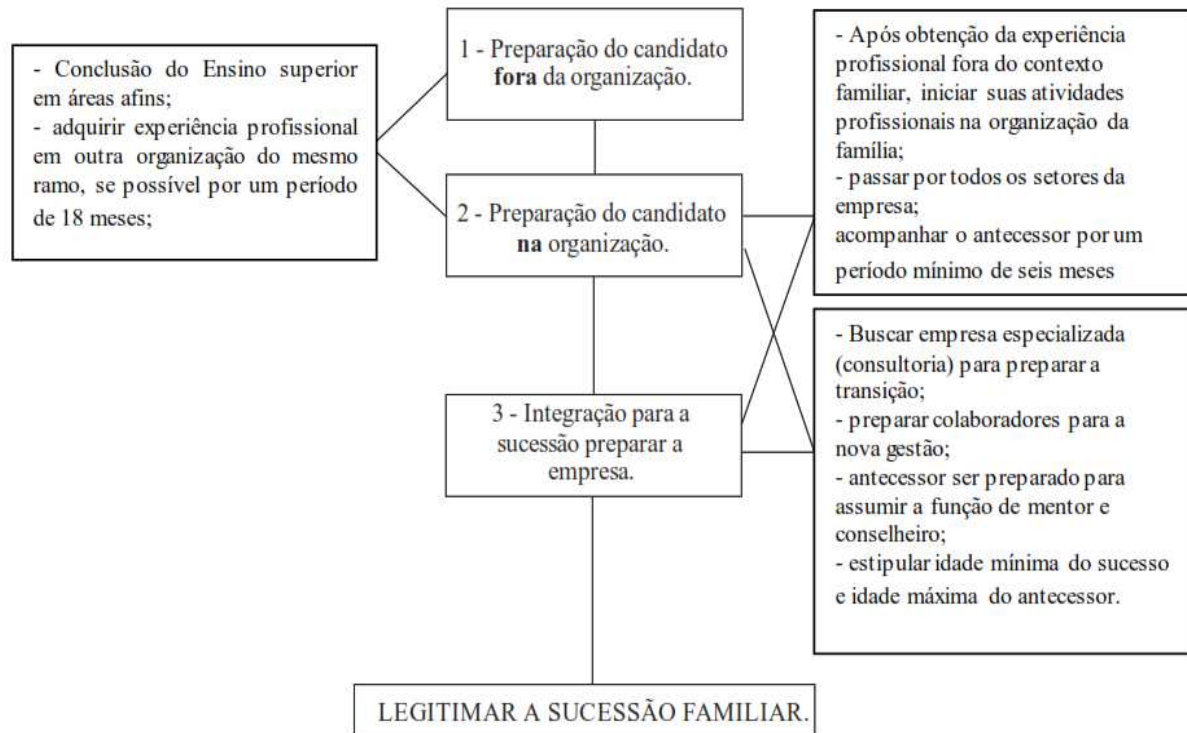 - Conclusão do Ensino superior
em áreas afins;
- adquirir experiência profissional
em outra organização do mesmo
ramo, se possível por um período
de 18 meses;
1 - Preparação do candidato
fora da organização.
2 - Preparação do candidato
na organização.
3 - Integração para a
sucessão preparar a
empresa.
- Após obtenção da experiência
profissional fora do contexto
familiar, iniciar suas atividades
profissionais na organização da
família;
- passar por todos os setores da
empresa;
acompanhar o antecessor por um
período mínimo de seis meses
- Buscar empresa especializada
(consultoria) para preparar a
transição;
- preparar colaboradores para a
nova gestão;
- antecessor ser preparado para
assumir a função de mentor e
conselheiro;
- estipular idade mínima do sucesso
e idade máxima do antecessor.
LEGITIMAR A SUCESSÃO FAMILIAR.